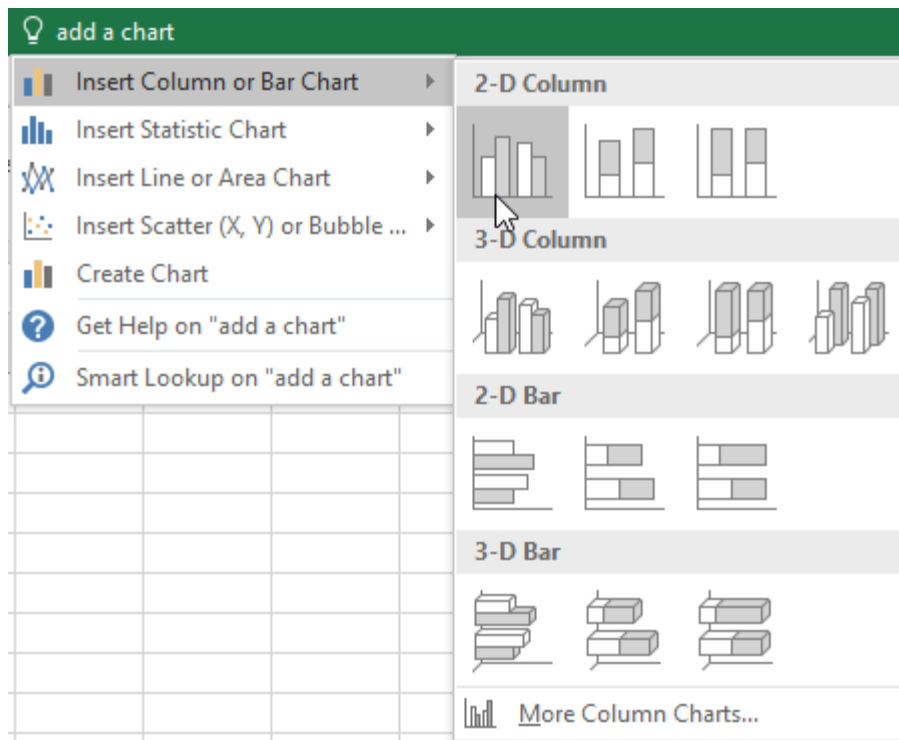 add a chart
Insert Column or Bar Chart
Insert Statistic Chart
Insert Line or Area Chart
Insert Scatter (X, Y) or Bubble ...
Create Chart
Get Help on "add a chart"
Smart Lookup on "add a chart"
2-D Column
3-D Column
2-D Bar
3-D Bar
More Column Charts...